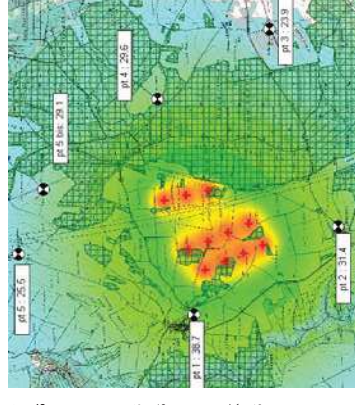 pt 5 : 25.5
pt 5 bis : 29.1
pt 4 : 29.6
pt 3 : 23.9
pt 1 : 38.7
pt 2 : 31.4